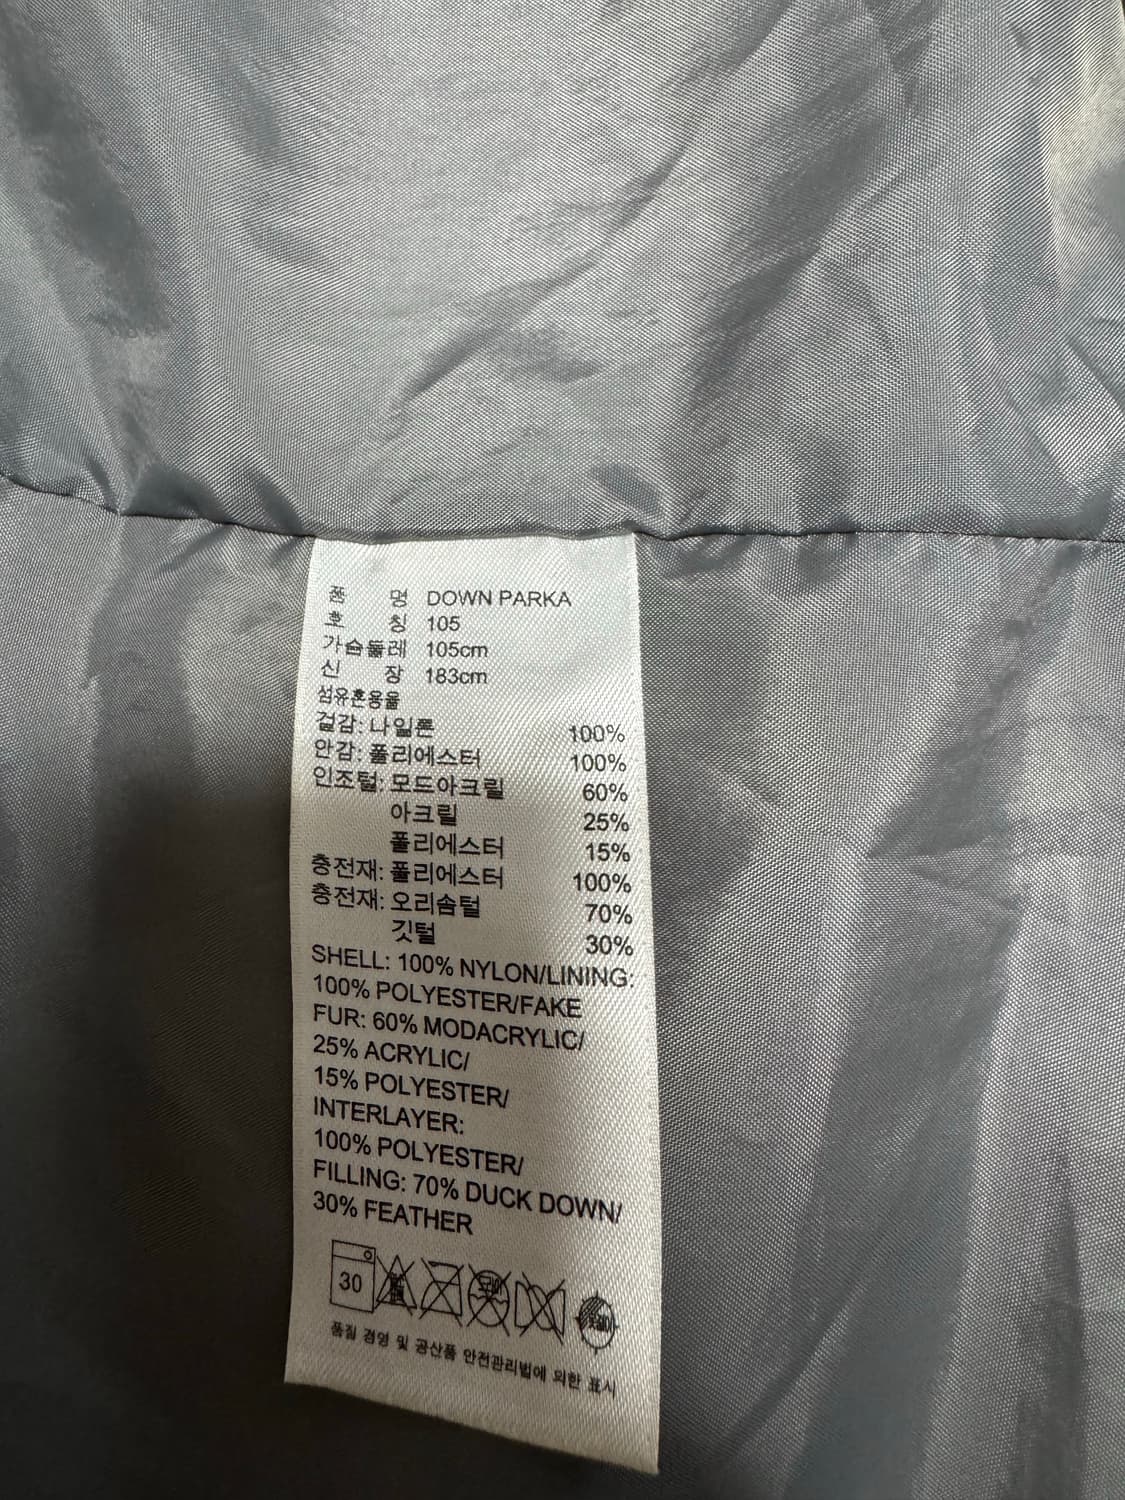 품 명 DOWN PARKA
호 칭 105
가슴둘레 105cm
신 장 183cm
섬유혼용율
겉감: 나일론 100%
안감: 폴리에스터 100%
인조털: 모드아크릴 60%
아크릴 25%
폴리에스터 15%
충전재: 폴리에스터 100%
충전재: 오리솜털 70%
깃털 30%
SHELL: 100% NYLON/LINING:
100% POLYESTER/FAKE
FUR: 60% MODACRYLIC/
25% ACRYLIC/
15% POLYESTER/
INTERLAYER:
100% POLYESTER/
FILLING: 70% DUCK DOWN/
30% FEATHER
30
품질 경영 및 공산품 안전관리법에 의한 표시